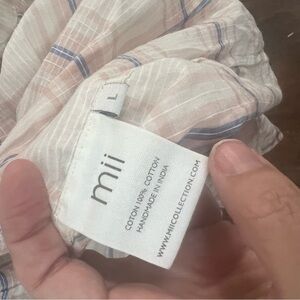 L
mii
COTON 100% COTTON
HANDMADE IN INDIA
WWW.MIICOLLECTION.COM